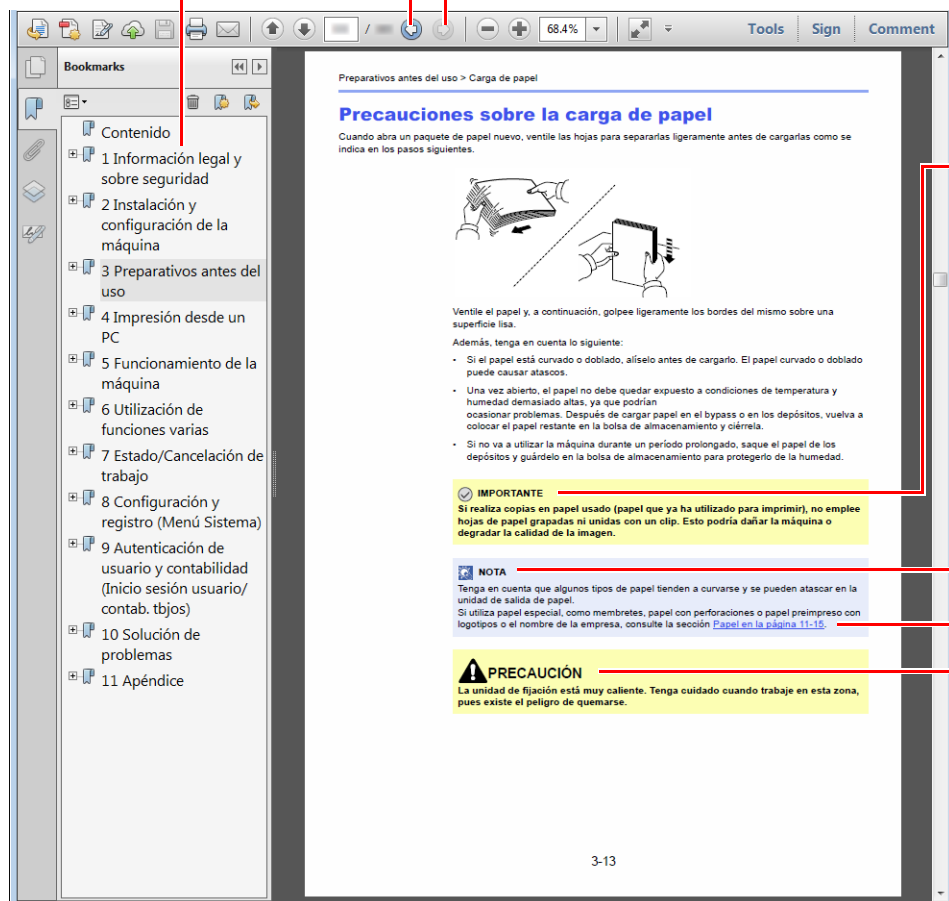 /
68.4%
Tools
Sign
Comment
Bookmarks
Contenido
1 Información legal y
sobre seguridad
2 Instalación y
configuración de la
máquina
3 Preparativos antes del
uso
4 Impresión desde un
PC
5 Funcionamiento de la
máquina
6 Utilización de
funciones varias
7 Estado/Cancelación de
trabajo
8 Configuración y
registro (Menú Sistema)
9 Autenticación de
usuario y contabilidad
(Inicio sesión usuario/
contab. tbjos)
10 Solución de
problemas
11 Apéndice
Preparativos antes del uso > Carga de papel
Precauciones sobre la carga de papel
Cuando abra un paquete de papel nuevo, ventile las hojas para separarlas ligeramente antes de cargarlas como se
indica en los pasos siguientes.
Ventile el papel y, a continuación, golpee ligeramente los bordes del mismo sobre una
superficie lisa.
Además, tenga en cuenta lo siguiente:
• Si el papel está curvado o doblado, alíselo antes de cargarlo. El papel curvado o doblado
puede causar atascos.
• Una vez abierto, el papel no debe quedar expuesto a condiciones de temperatura y
humedad demasiado altas, ya que podrían
ocasionar problemas. Después de cargar papel en el bypass o en los depósitos, vuelva a
colocar el papel restante en la bolsa de almacenamiento y ciérrela.
• Si no va a utilizar la máquina durante un período prolongado, saque el papel de los
depósitos y guárdelo en la bolsa de almacenamiento para protegerlo de la humedad.
IMPORTANTE
Si realiza copias en papel usado (papel que ya ha utilizado para imprimir), no emplee
hojas de papel grapadas ni unidas con un clip. Esto podría dañar la máquina o
degradar la calidad de la imagen.
NOTA
Tenga en cuenta que algunos tipos de papel tienden a curvarse y se pueden atascar en la
unidad de salida de papel.
Si utiliza papel especial, como membretes, papel con perforaciones o papel preimpreso con
logotipos o el nombre de la empresa, consulte la sección Papel en la página 11-15.
PRECAUCIÓN
La unidad de fijación está muy caliente. Tenga cuidado cuando trabaje en esta zona,
pues existe el peligro de quemarse.
3-13